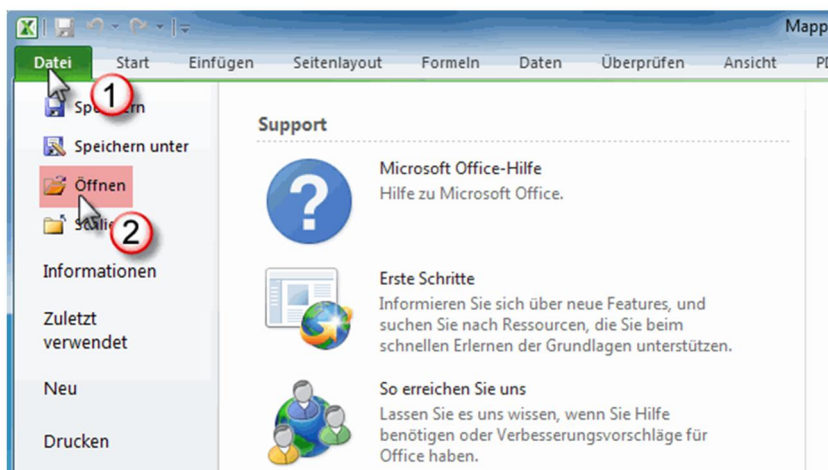 Mapp
Datei Start Einfügen Seitenlayout Formeln Daten Überprüfen Ansicht
1
Speichern unter
Öffnen
2
Informationen
Zuletzt
verwendet
Neu
Drucken
Support
Microsoft Office-Hilfe
Hilfe zu Microsoft Office.
Erste Schritte
Informieren Sie sich über neue Features, und
suchen Sie nach Ressourcen, die Sie beim
schnellen Erlernen der Grundlagen unterstützen.
So erreichen Sie uns
Lassen Sie es uns wissen, wenn Sie Hilfe
benötigen oder Verbesserungsvorschläge für
Office haben.